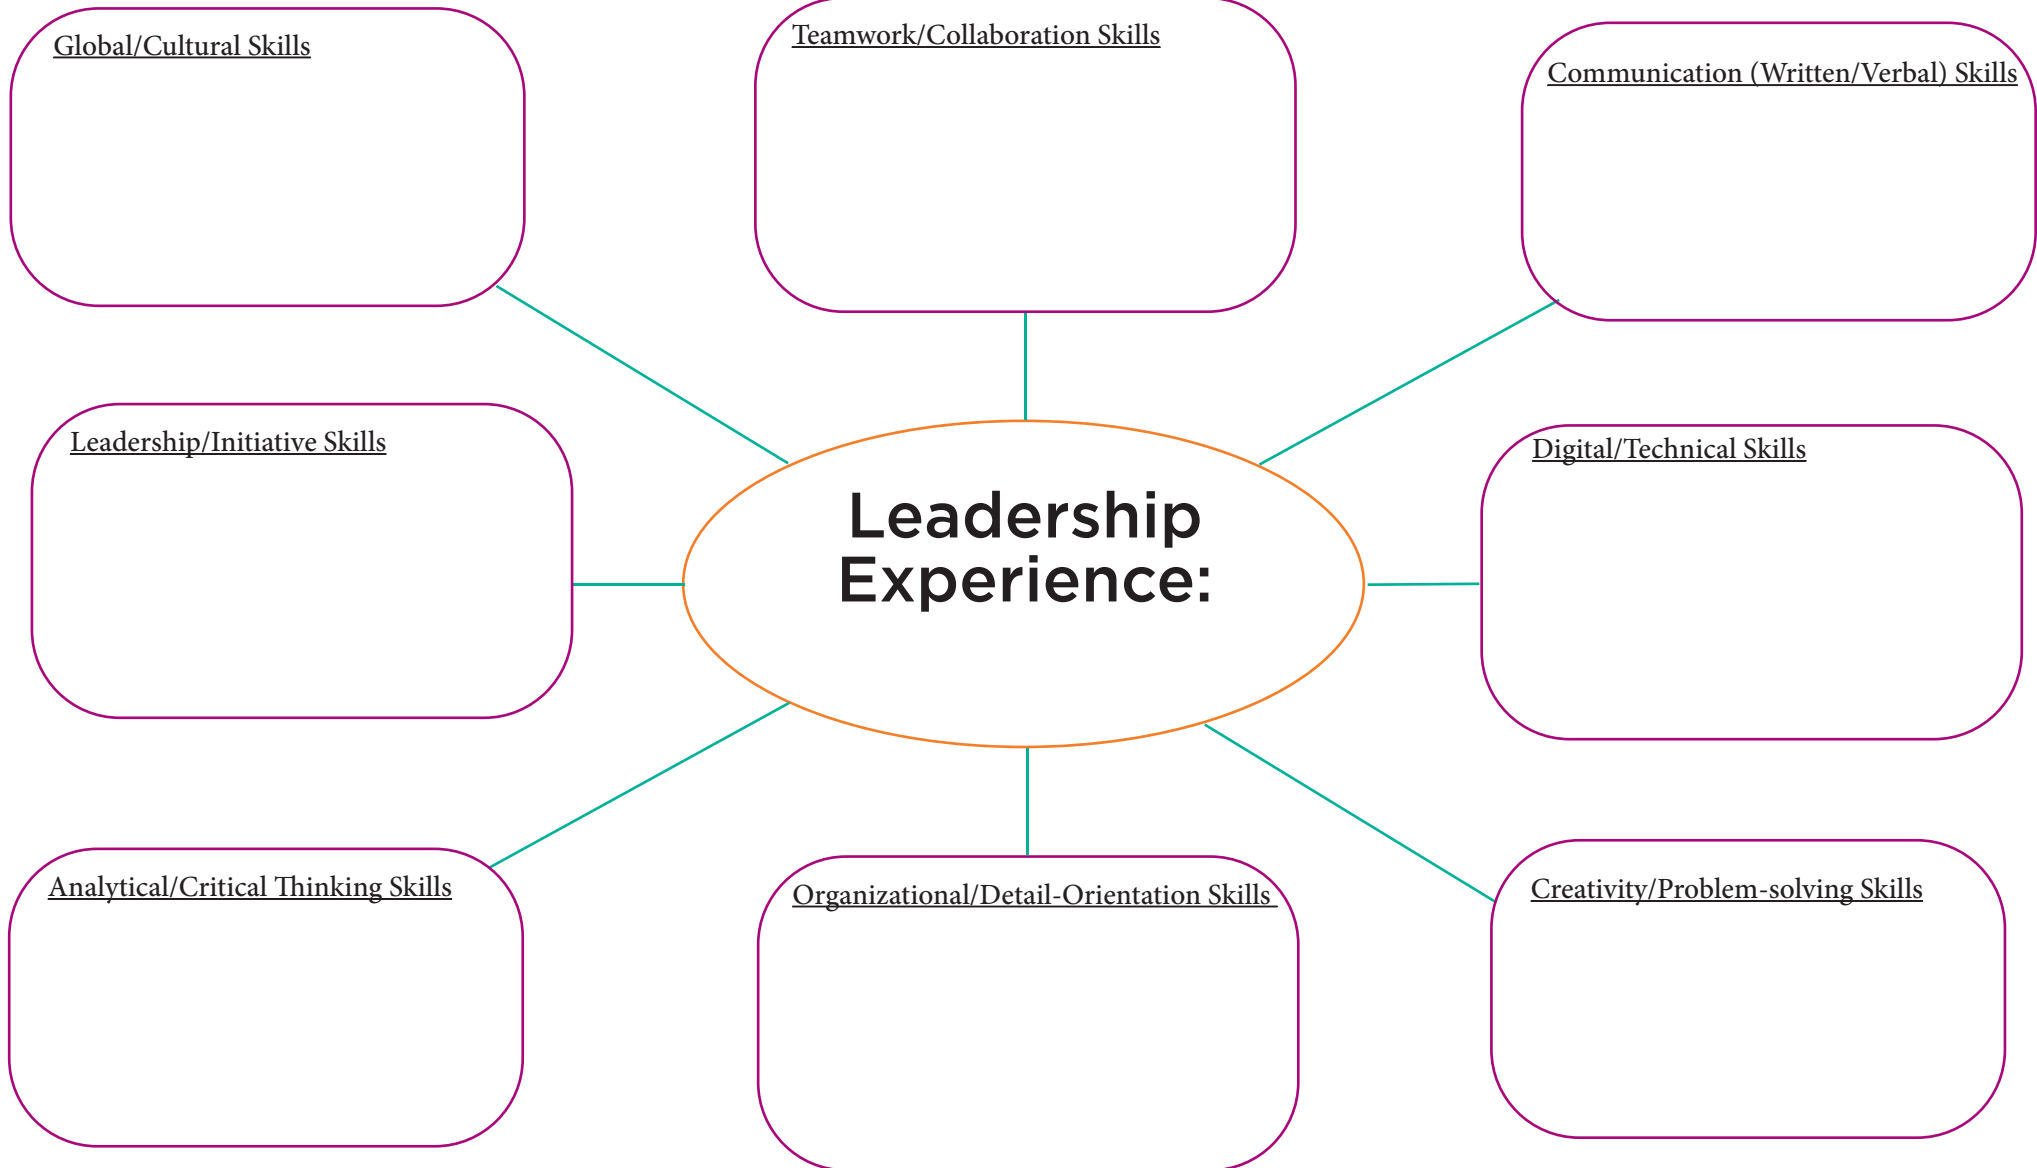 Global/Cultural Skills
Teamwork/Collaboration Skills
Communication (Written/Verbal) Skills
Leadership/Initiative Skills
Leadership
Experience:
Digital/Technical Skills
Analytical/Critical Thinking Skills
Organizational/Detail-Orientation Skills
Creativity/Problem-solving Skills